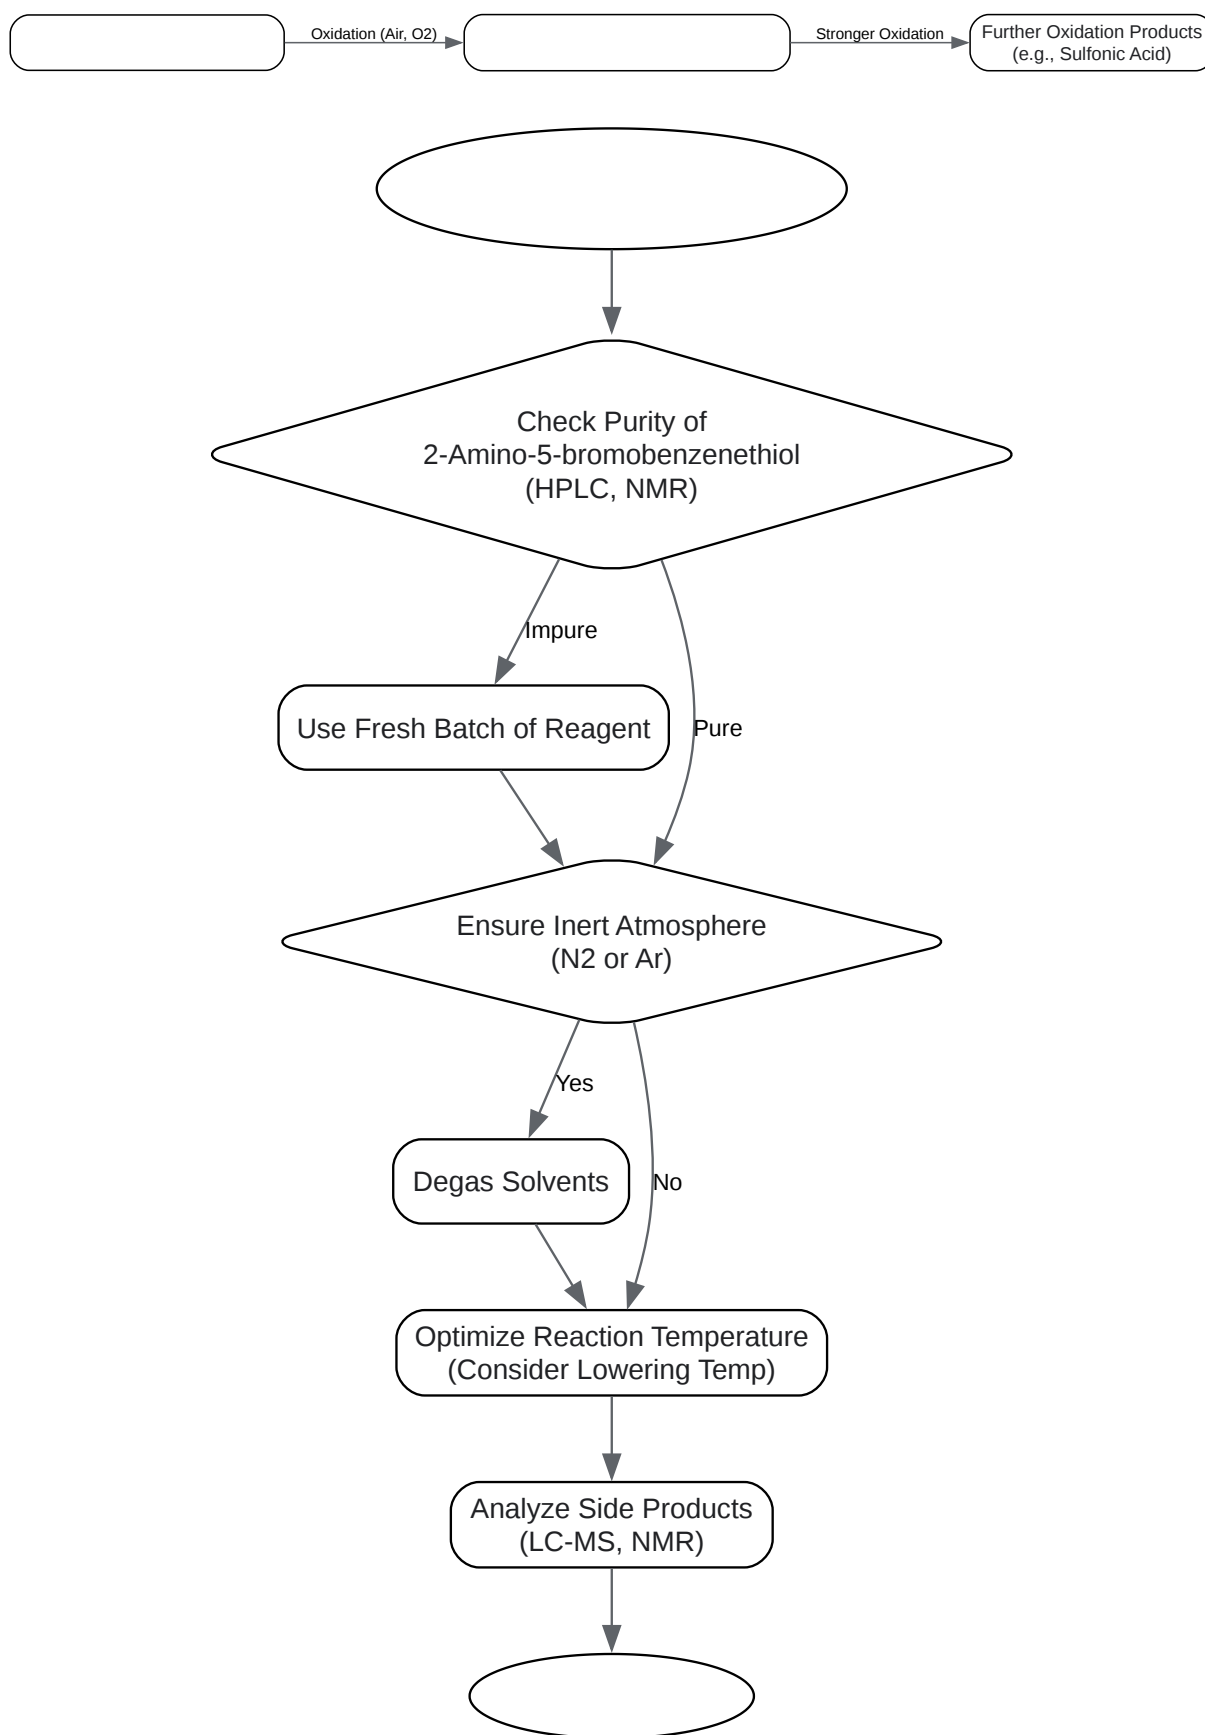 Oxidation (Air, O2)
Stronger Oxidation
Further Oxidation Products
(e.g., Sulfonic Acid)
Check Purity of
2-Amino-5-bromobenzenethiol
(HPLC, NMR)
Impure
Use Fresh Batch of Reagent
Pure
Ensure Inert Atmosphere
(N2 or Ar)
Yes
Degas Solvents
No
Optimize Reaction Temperature
(Consider Lowering Temp)
Analyze Side Products
(LC-MS, NMR)